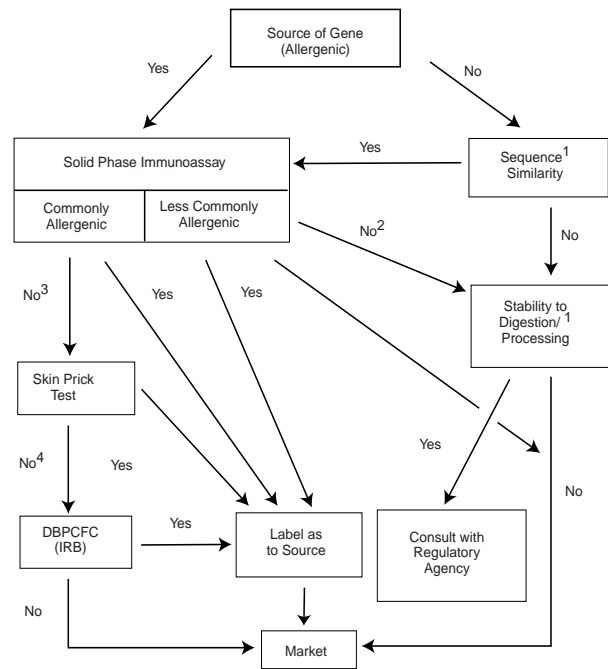 Source of Gene
(Allergenic)
Yes
No
Solid Phase Immunoassay
Yes
Sequence¹
Similarity
Commonly
Allergenic
Less Commonly
Allergenic
No²
No
No³
Yes
Yes
Stability to
Digestion/ ¹
Processing
Skin Prick
Test
No⁴
Yes
Yes
No
DBPCFC
(IRB)
Yes
Label as
to Source
Consult with
Regulatory
Agency
No
Market